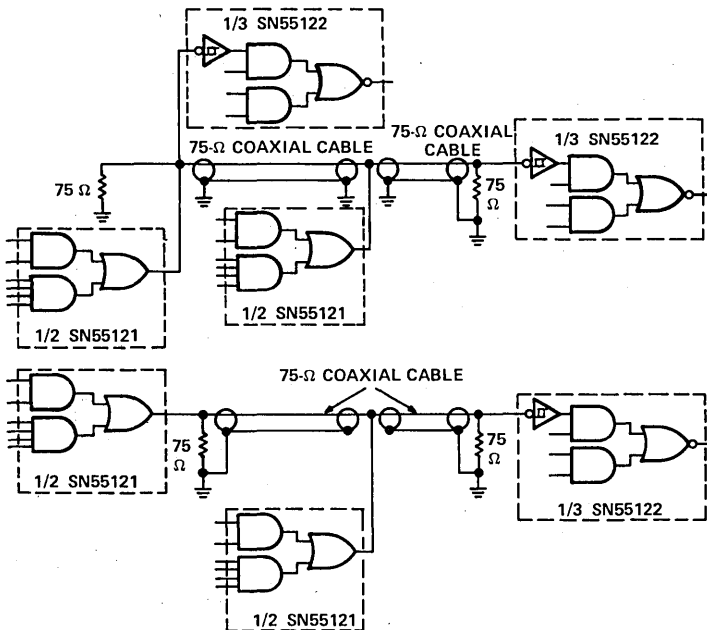 1/3 SN55122
75-Ω COAXIAL CABLE
75-Ω COAXIAL
CABLE
1/3 SN55122
75 Ω
75
Ω
1/2 SN55121
1/2 SN55121
75-Ω COAXIAL CABLE
75
Ω
75
Ω
1/2 SN55121
1/3 SN55122
1/2 SN55121